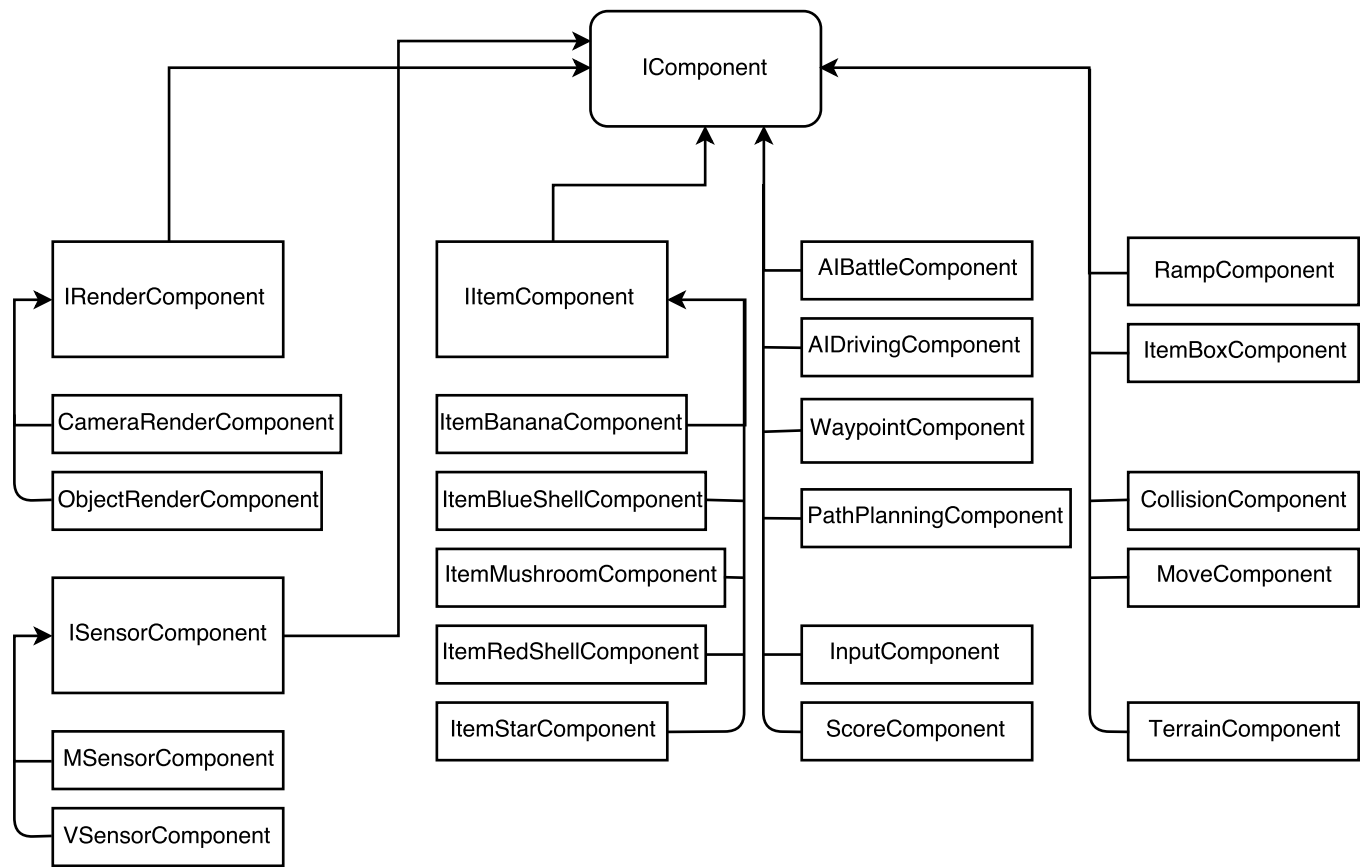 IComponent
IRenderComponent
CameraRenderComponent
ObjectRenderComponent
ISensorComponent
MSensorComponent
VSensorComponent
IItemComponent
ItemBananaComponent
ItemBlueShellComponent
ItemMushroomComponent
ItemRedShellComponent
ItemStarComponent
AIBattleComponent
AIDrivingComponent
WaypointComponent
PathPlanningComponent
InputComponent
ScoreComponent
RampComponent
ItemBoxComponent
CollisionComponent
MoveComponent
TerrainComponent